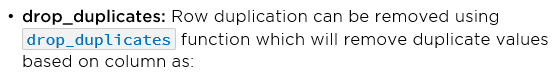 • drop_duplicates: Row duplication can be removed using
drop_duplicates function which will remove duplicate values
based on column as: